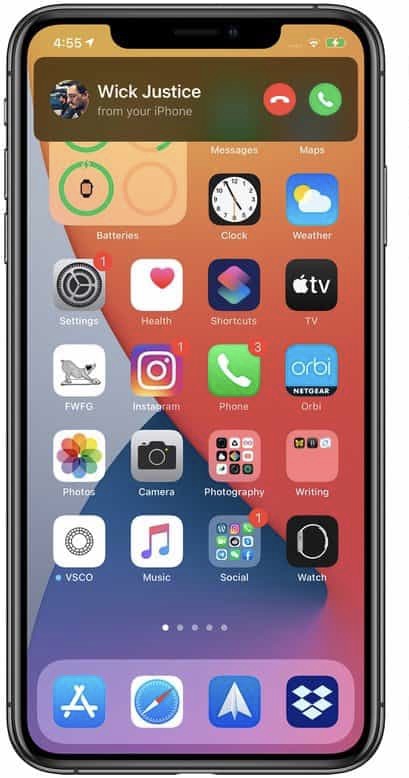 4:55
Wick Justice
from your iPhone
Messages Maps
Batteries Clock Weather
1
tv
Settings Health Shortcuts TV
1 3
orbi
NETGEAR
FWFG Instagram Phone Orbi
Photos Camera Photography Writing
1
VSCO Music Social Watch